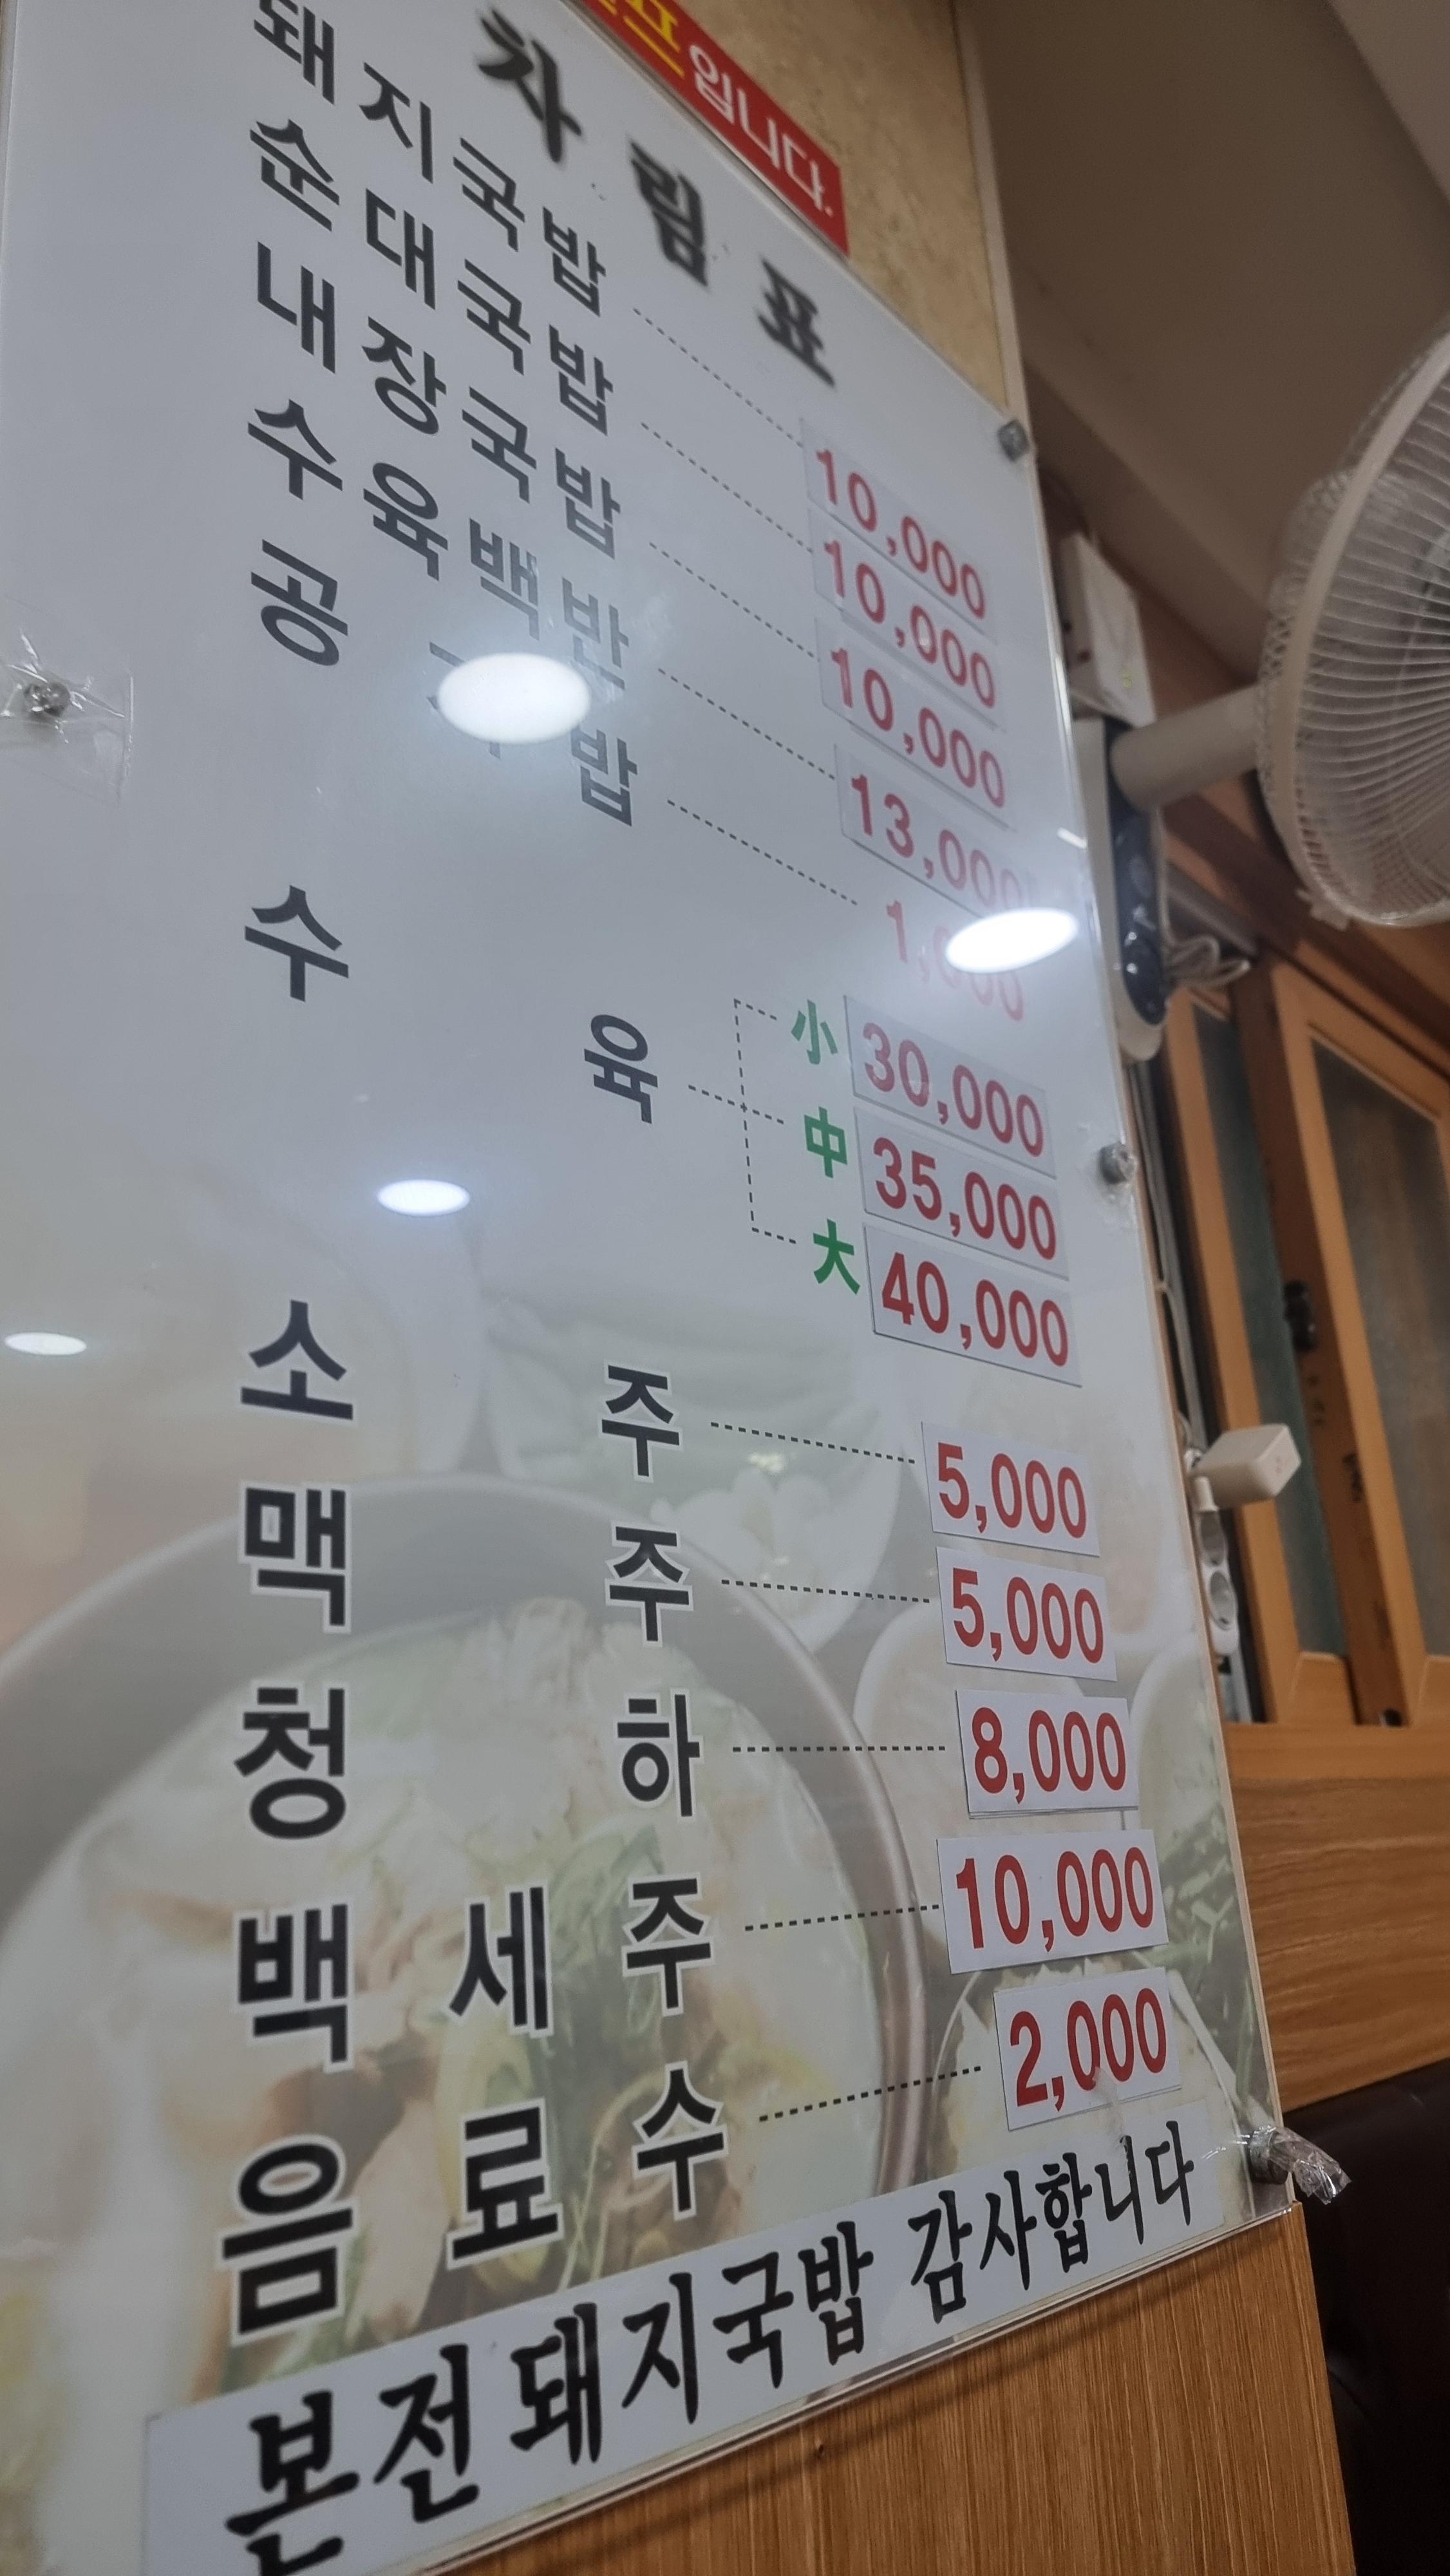 입니다.
차림표
돼지국밥 10,000
순대국밥 10,000
내장국밥 10,000
수육백반 13,000
공 밥 1,000
수육 小 30,000
中 35,000
大 40,000
소주 5,000
맥주 5,000
청하 8,000
백세주 10,000
음료수 2,000
본전돼지국밥 감사합니다